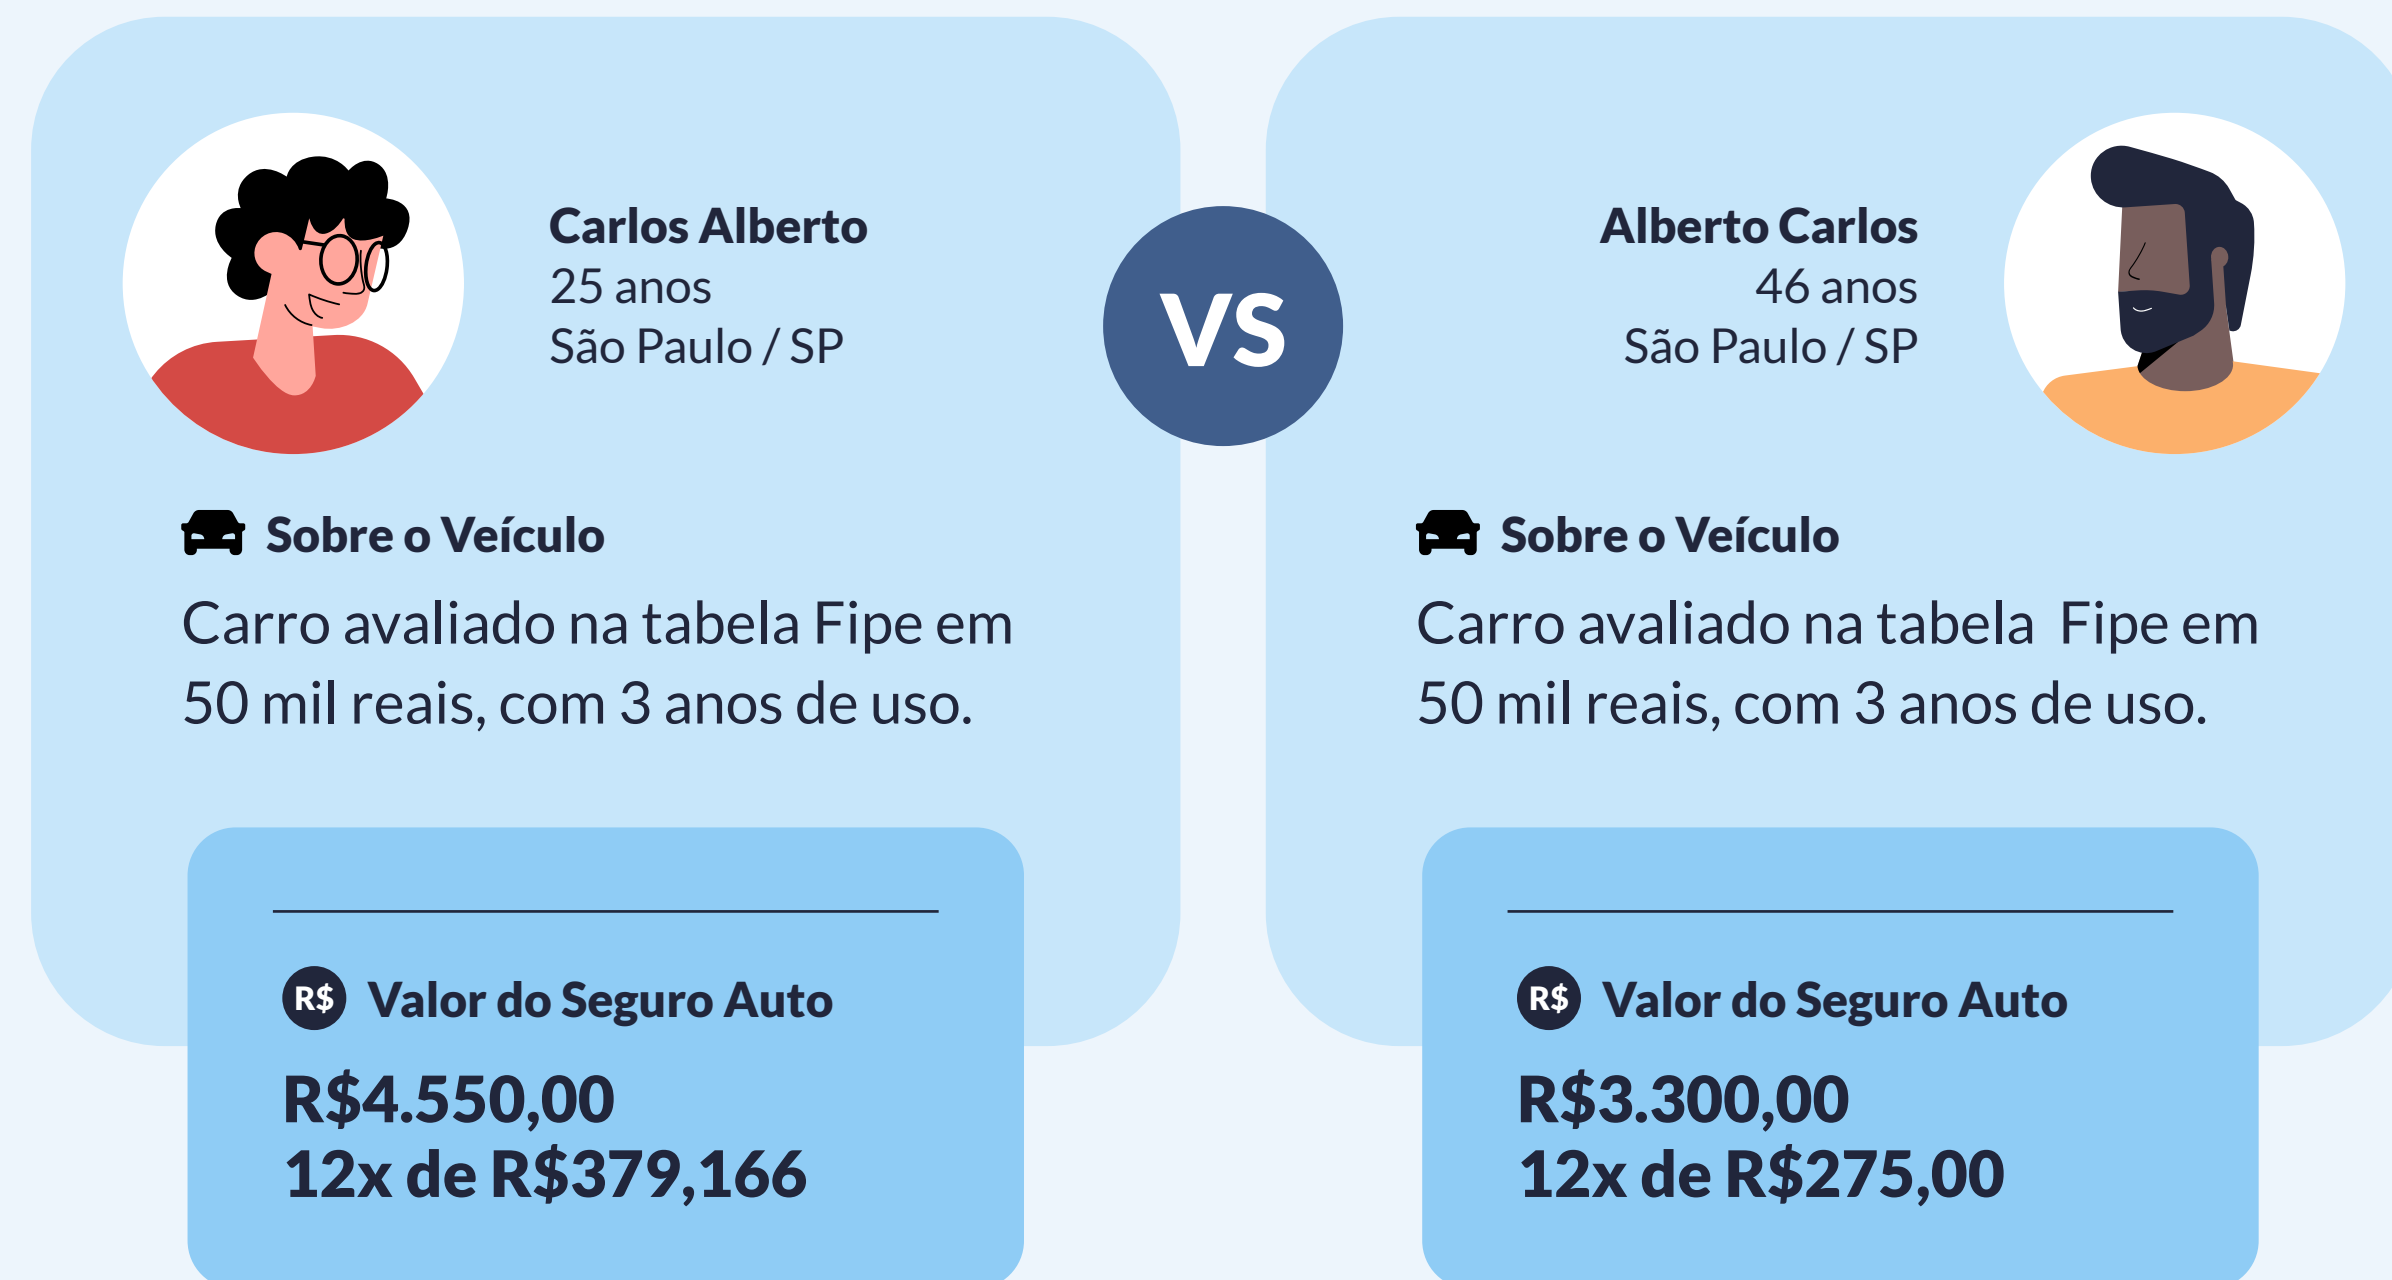 Carlos Alberto
25 anos
São Paulo / SP
VS
Alberto Carlos
46 anos
São Paulo / SP
Sobre o Veículo
Carro avaliado na tabela Fipe em
50 mil reais, com 3 anos de uso.
Sobre o Veículo
Carro avaliado na tabela Fipe em
50 mil reais, com 3 anos de uso.
R$ Valor do Seguro Auto
R$4.550,00
12x de R$379,166
R$ Valor do Seguro Auto
R$3.300,00
12x de R$275,00